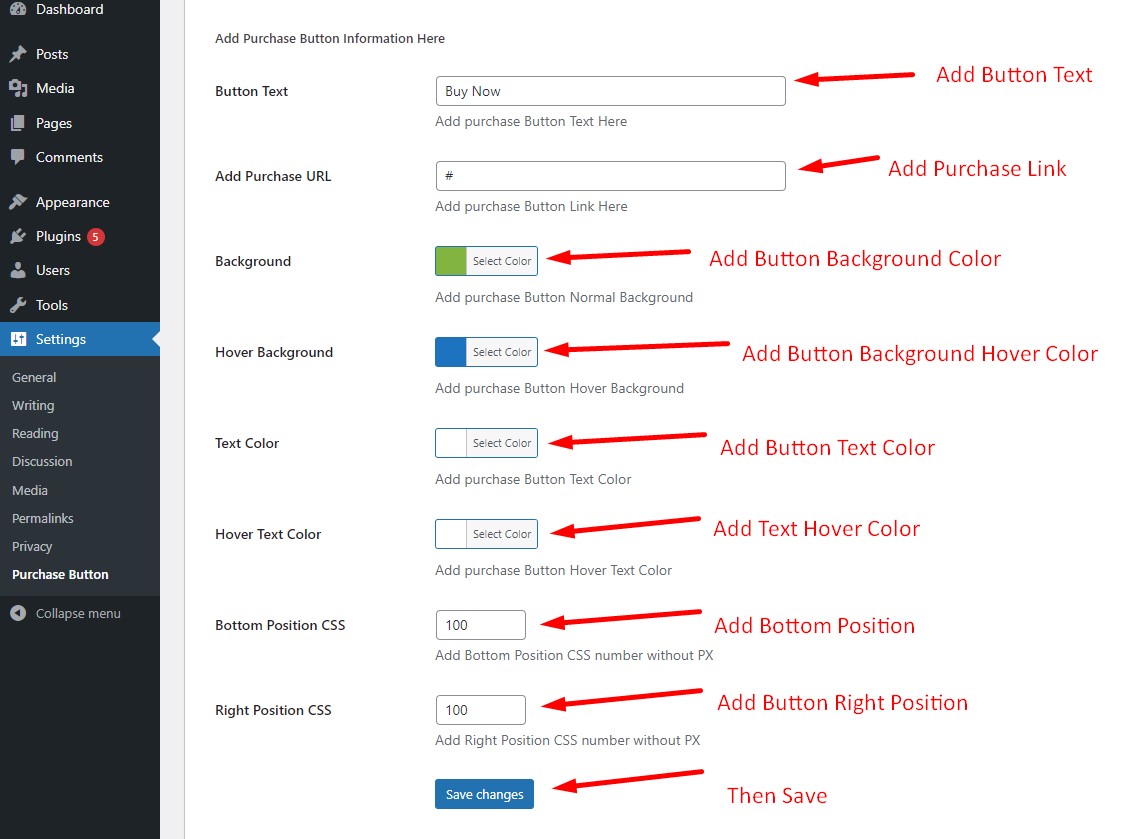 Dashboard
Posts
Media
Pages
Comments
Appearance
Plugins 5
Users
Tools
Settings
General
Writing
Reading
Discussion
Media
Permalinks
Privacy
Purchase Button
Collapse menu
Add Purchase Button Information Here
Button Text
Buy Now
Add Button Text
Add purchase Button Text Here
Add Purchase URL
#
Add Purchase Link
Add purchase Button Link Here
Background
Select Color
Add Button Background Color
Add purchase Button Normal Background
Hover Background
Select Color
Add Button Background Hover Color
Add purchase Button Hover Background
Text Color
Select Color
Add Button Text Color
Add purchase Button Text Color
Hover Text Color
Select Color
Add Text Hover Color
Add purchase Button Hover Text Color
Bottom Position CSS
100
Add Bottom Position
Add Bottom Position CSS number without PX
Right Position CSS
100
Add Button Right Position
Add Right Position CSS number without PX
Save changes
Then Save